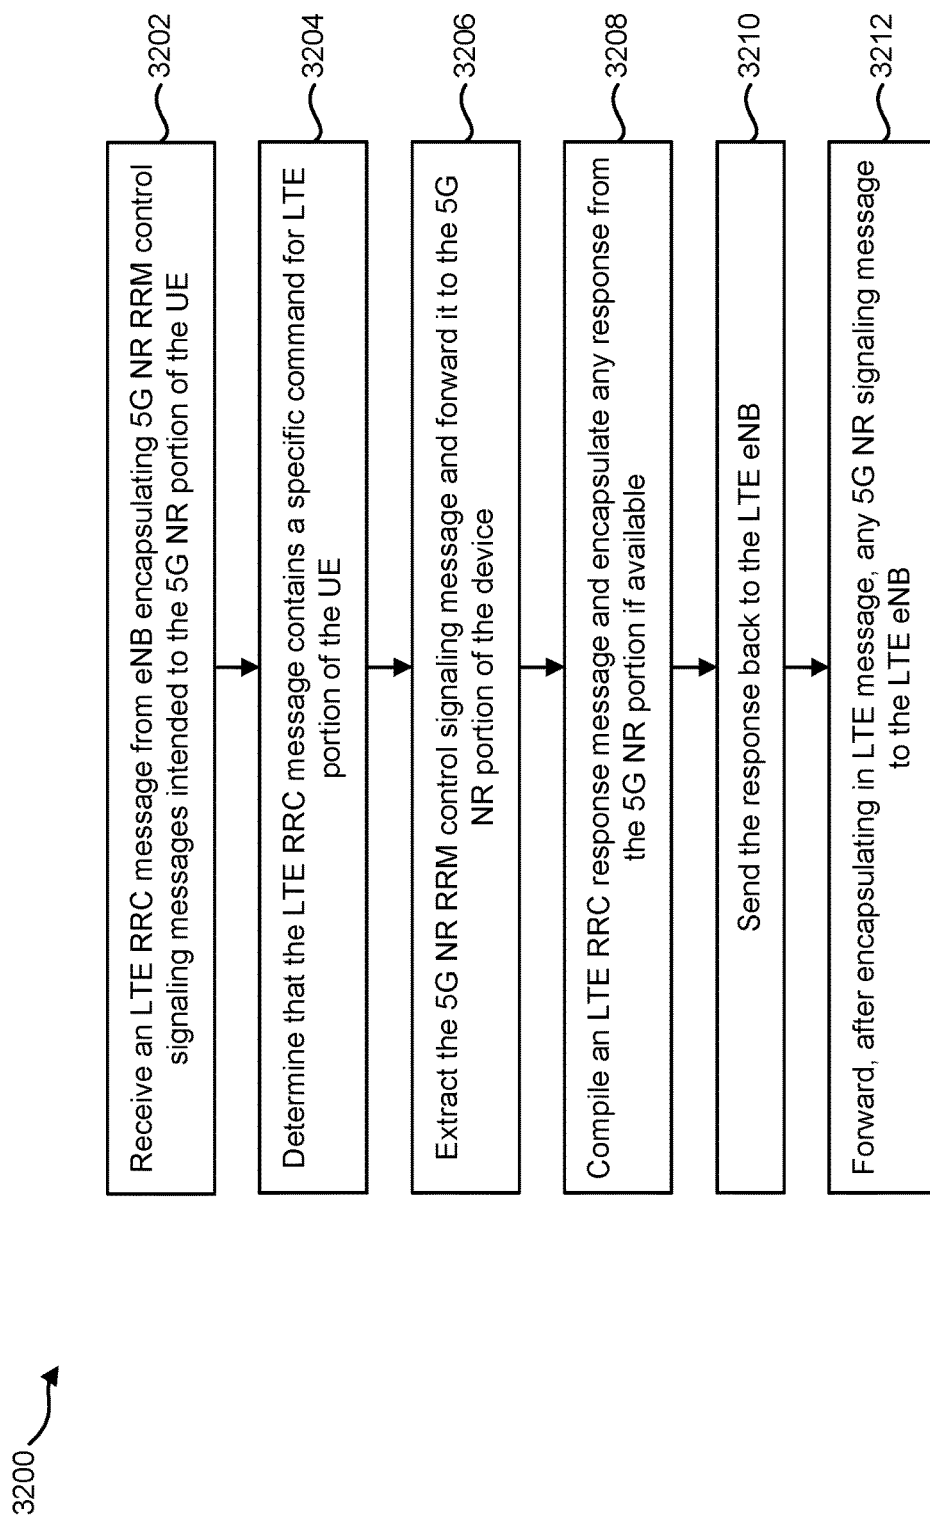 3200
Receive an LTE RRC message from eNB encapsulating 5G NR RRM control
signaling messages intended to the 5G NR portion of the UE
3202
Determine that the LTE RRC message contains a specific command for LTE
portion of the UE
3204
Extract the 5G NR RRM control signaling message and forward it to the 5G
NR portion of the device
3206
Compile an LTE RRC response message and encapsulate any response from
the 5G NR portion if available
3208
Send the response back to the LTE eNB
3210
Forward, after encapsulating in LTE message, any 5G NR signaling message
to the LTE eNB
3212